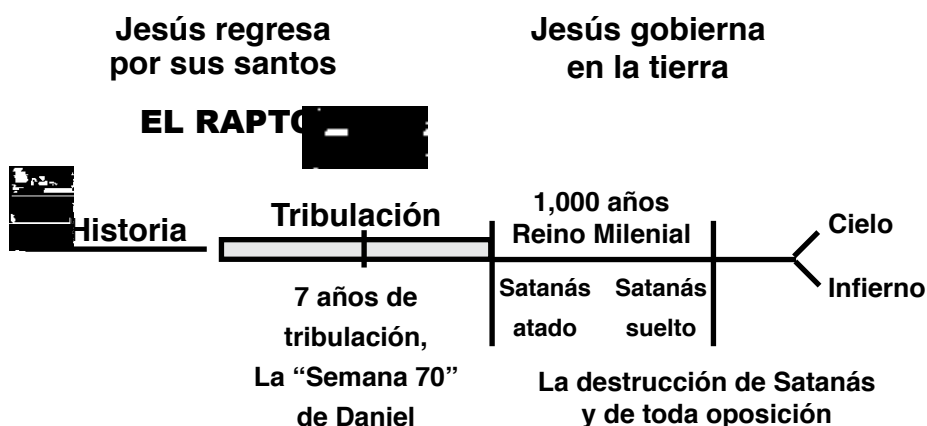 Jesús regresa
por sus santos
Jesús gobierna
en la tierra
EL RAPTO
Historia
Tribulación
1,000 años
Reino Milenial
Cielo
Infierno
Satanás
atado
Satanás
suelto
7 años de
tribulación,
La “Semana 70”
de Daniel
La destrucción de Satanás
y de toda oposición